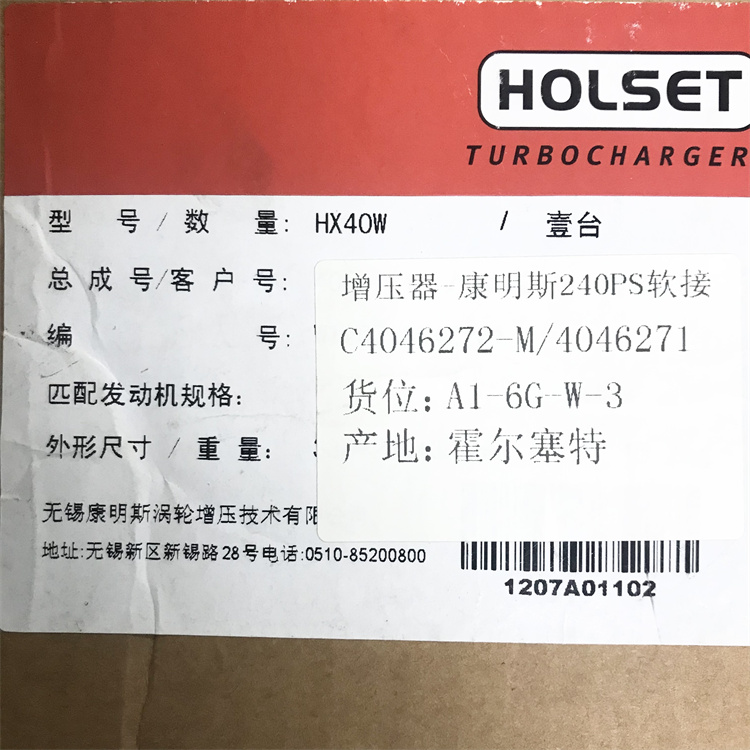 HOLSET
TURBOCHARGER
型 号 / 数 量: HX40W / 壹台
总成号/客户号:
增压器-康明斯240PS软接
编 号:
C4046272-M/4046271
匹配发动机规格:
货位: A1-6G-W-3
外形尺寸 / 重量:
产地: 霍尔塞特
无锡康明斯涡轮增压技术有
地址:无锡新区新锡路28号电话:0510-85200800
1207A01102